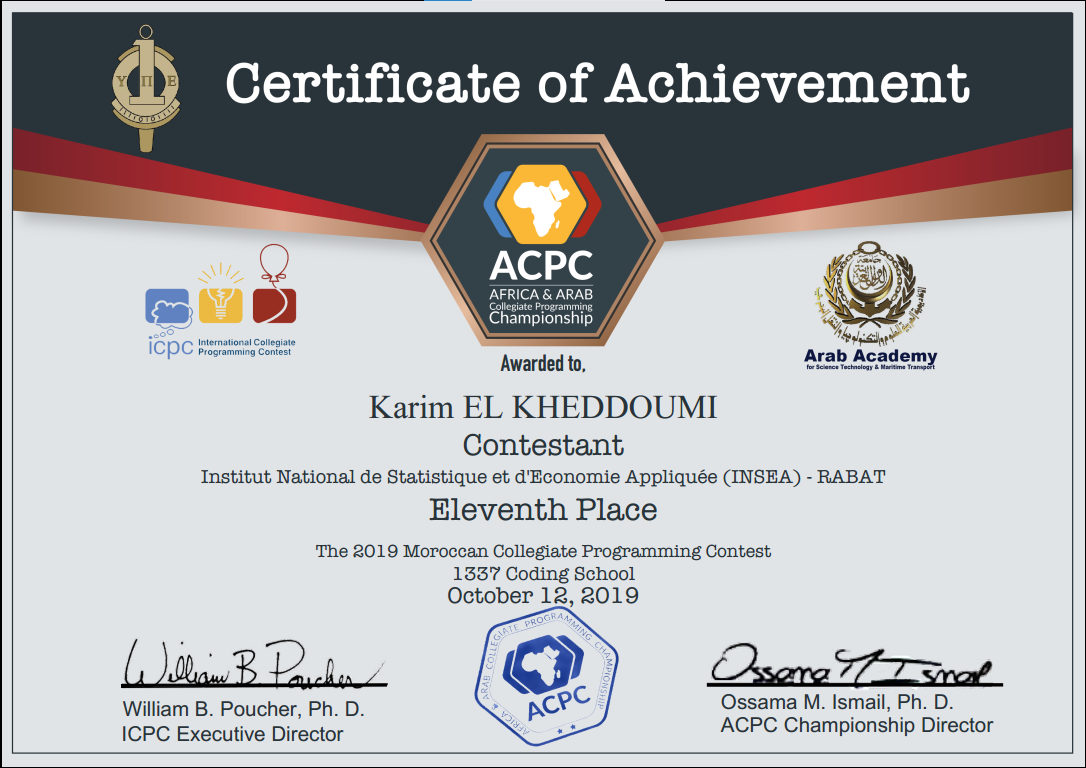 Certificate of Achievement
Υ Π Ε
ACPC
AFRICA & ARAB
Collegiate Programming
Championship
icpc International Collegiate
Programming Contest
Arab Academy
for Science Technology & Maritime Transport
Awarded to,
Karim EL KHEDDOUMI
Contestant
Institut National de Statistique et d'Economie Appliquée (INSEA) - RABAT
Eleventh Place
The 2019 Moroccan Collegiate Programming Contest
1337 Coding School
October 12, 2019
William B. Poucher
William B. Poucher, Ph. D.
ICPC Executive Director
AFRICA & ARAB COLLEGIATE PROGRAMMING CHAMPIONSHIP
ACPC
Ossama M Ismail
Ossama M. Ismail, Ph. D.
ACPC Championship Director